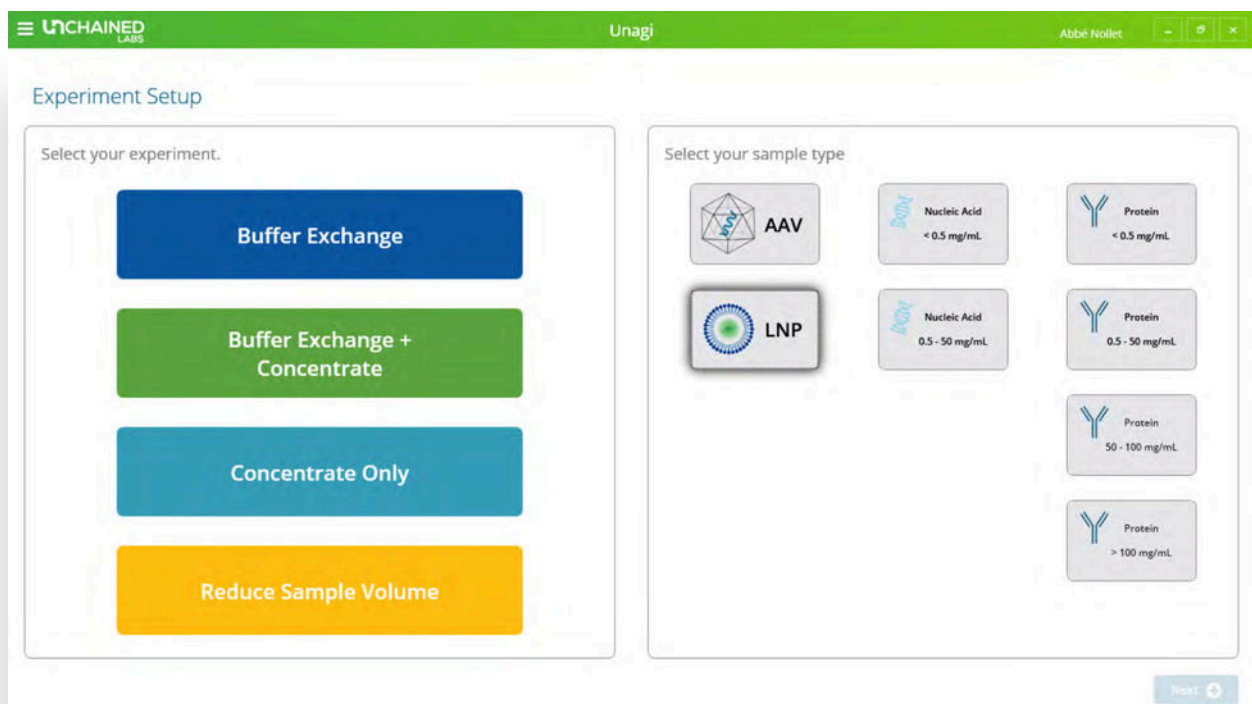 UNCHAINED
LABS
Unagi
Abbé Nollet
Experiment Setup
Select your experiment.
Buffer Exchange
Buffer Exchange +
Concentrate
Concentrate Only
Reduce Sample Volume
Select your sample type
AAV
Nucleic Acid
< 0.5 mg/mL
Protein
< 0.5 mg/mL
LNP
Nucleic Acid
0.5 - 50 mg/mL
Protein
0.5 - 50 mg/mL
Protein
50 - 100 mg/mL
Protein
> 100 mg/mL
Next